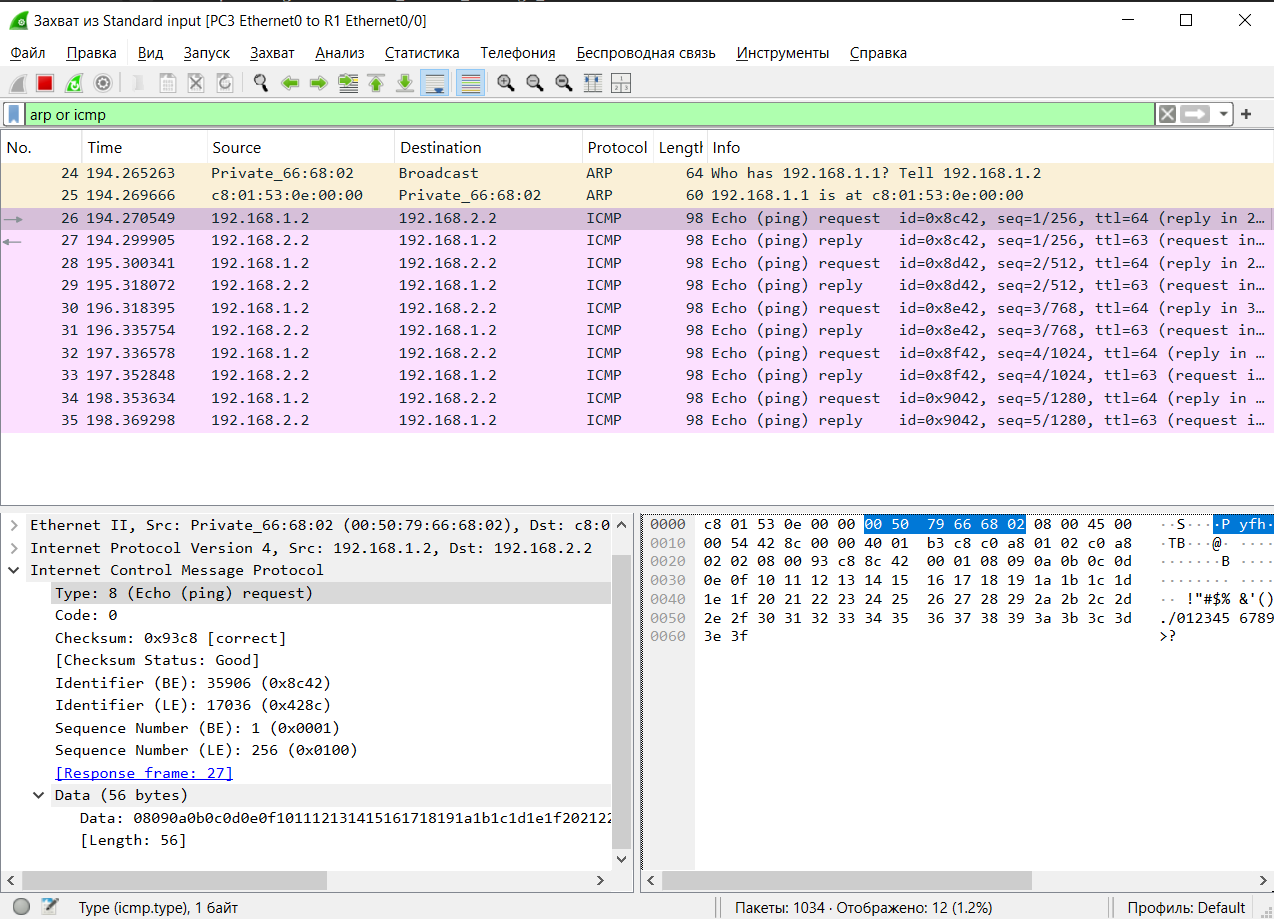 Захват из Standard input [PC3 Ethernet0 to R1 Ethernet0/0]
Файл Правка Вид Запуск Захват Анализ Статистика Телефония Беспроводная связь Инструменты Справка
arp or icmp
No. Time Source Destination Protocol Lengtl Info
24 194.265263 Private_66:68:02 Broadcast ARP 64 Who has 192.168.1.1? Tell 192.168.1.2
25 194.269666 c8:01:53:0e:00:00 Private_66:68:02 ARP 60 192.168.1.1 is at c8:01:53:0e:00:00
26 194.270549 192.168.1.2 192.168.2.2 ICMP 98 Echo (ping) request id=0x8c42, seq=1/256, ttl=64 (reply in 2…
27 194.299905 192.168.2.2 192.168.1.2 ICMP 98 Echo (ping) reply id=0x8c42, seq=1/256, ttl=63 (request in…
28 195.300341 192.168.1.2 192.168.2.2 ICMP 98 Echo (ping) request id=0x8d42, seq=2/512, ttl=64 (reply in 2…
29 195.318072 192.168.2.2 192.168.1.2 ICMP 98 Echo (ping) reply id=0x8d42, seq=2/512, ttl=63 (request in…
30 196.318395 192.168.1.2 192.168.2.2 ICMP 98 Echo (ping) request id=0x8e42, seq=3/768, ttl=64 (reply in 3…
31 196.335754 192.168.2.2 192.168.1.2 ICMP 98 Echo (ping) reply id=0x8e42, seq=3/768, ttl=63 (request in…
32 197.336578 192.168.1.2 192.168.2.2 ICMP 98 Echo (ping) request id=0x8f42, seq=4/1024, ttl=64 (reply in …
33 197.352848 192.168.2.2 192.168.1.2 ICMP 98 Echo (ping) reply id=0x8f42, seq=4/1024, ttl=63 (request i…
34 198.353634 192.168.1.2 192.168.2.2 ICMP 98 Echo (ping) request id=0x9042, seq=5/1280, ttl=64 (reply in …
35 198.369298 192.168.2.2 192.168.1.2 ICMP 98 Echo (ping) reply id=0x9042, seq=5/1280, ttl=63 (request i…
Ethernet II, Src: Private_66:68:02 (00:50:79:66:68:02), Dst: c8:0
Internet Protocol Version 4, Src: 192.168.1.2, Dst: 192.168.2.2
Internet Control Message Protocol
Type: 8 (Echo (ping) request)
Code: 0
Checksum: 0x93c8 [correct]
[Checksum Status: Good]
Identifier (BE): 35906 (0x8c42)
Identifier (LE): 17036 (0x428c)
Sequence Number (BE): 1 (0x0001)
Sequence Number (LE): 256 (0x0100)
[Response frame: 27]
Data (56 bytes)
Data: 08090a0b0c0d0e0f101112131415161718191a1b1c1d1e1f202122
[Length: 56]
0000 c8 01 53 0e 00 00 00 50 79 66 68 02 08 00 45 00 ··S····P yfh·
0010 00 54 42 8c 00 00 40 01 b3 c8 c0 a8 01 02 c0 a8 ·TB···@· ····
0020 02 02 08 00 93 c8 8c 42 00 01 08 09 0a 0b 0c 0d ·······B ····
0030 0e 0f 10 11 12 13 14 15 16 17 18 19 1a 1b 1c 1d ········ ····
0040 1e 1f 20 21 22 23 24 25 26 27 28 29 2a 2b 2c 2d ·· !"#$% &'()
0050 2e 2f 30 31 32 33 34 35 36 37 38 39 3a 3b 3c 3d ./012345 6789
0060 3e 3f >?
Type (icmp.type), 1 байт Пакеты: 1034 · Отображено: 12 (1.2%) Профиль: Default